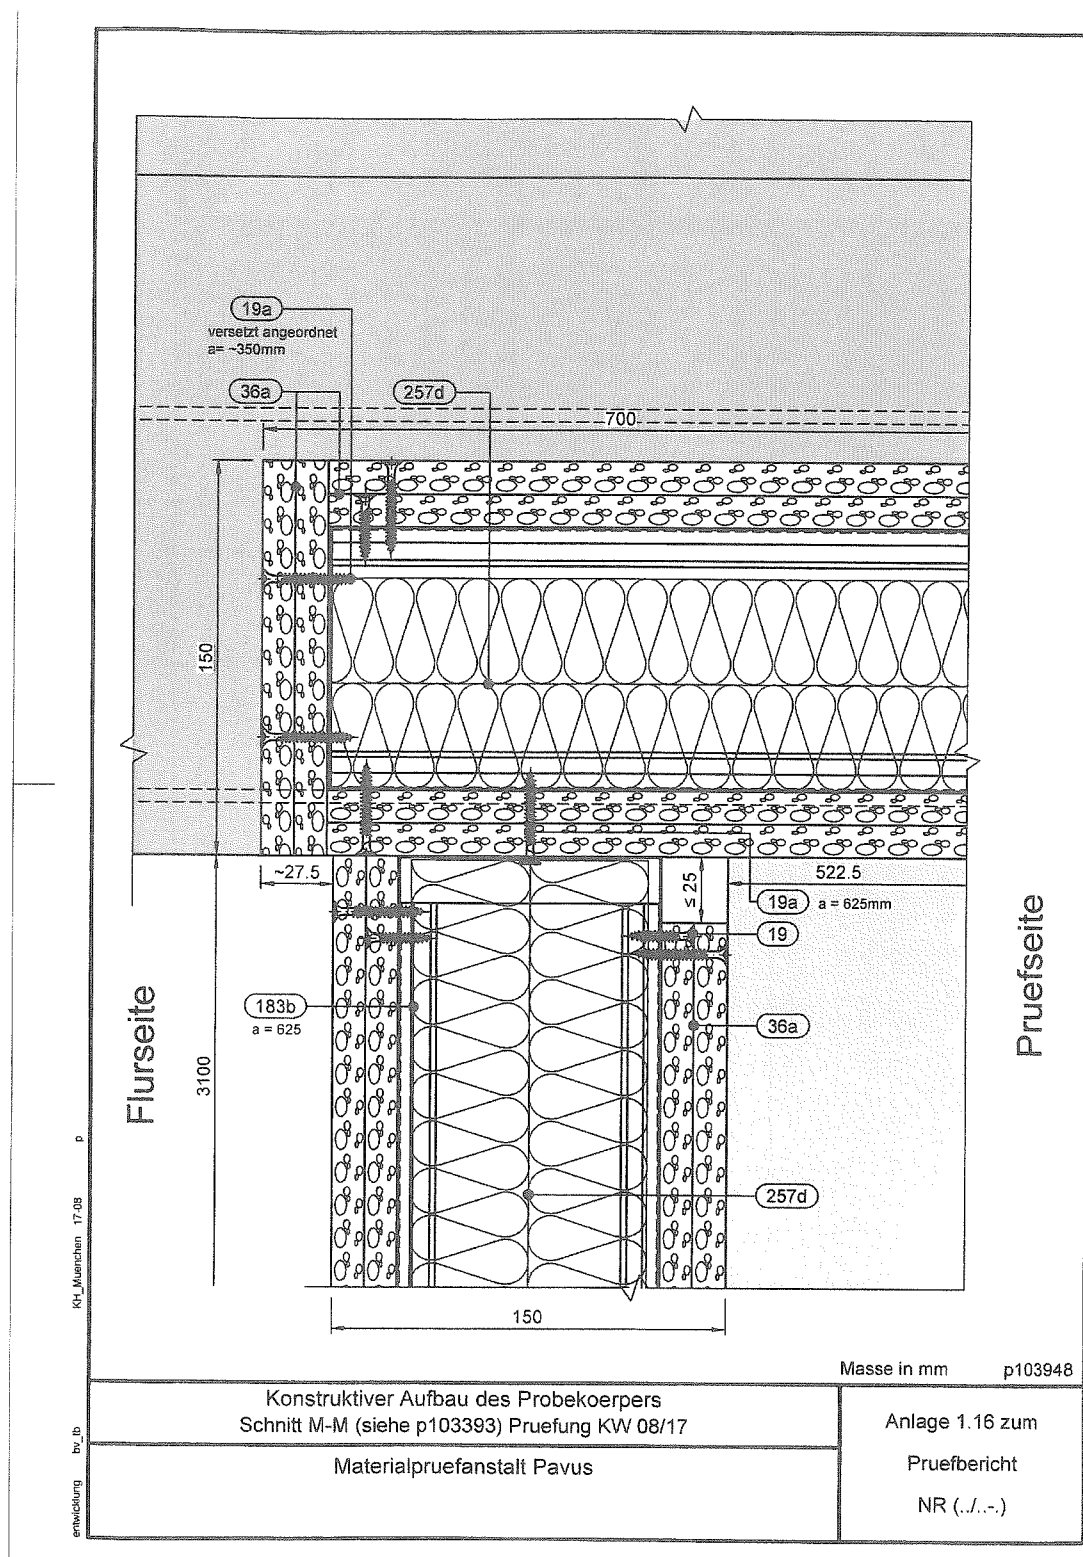 19a
versetzt angeordnet
a= ~350mm
36a
257d
700
150
~27.5
≤25
522.5
19a a = 625mm
19
183b
a = 625
36a
3100
Flurseite
Pruefseite
257d
150
Masse in mm p103948
Konstruktiver Aufbau des Probekoerpers
Schnitt M-M (siehe p103393) Pruefung KW 08/17
Materialpruefanstalt Pavus
Anlage 1.16 zum
Pruefbericht
NR (../..-.)
entwicklung bv_tb KH_Muenchen 17-08 p